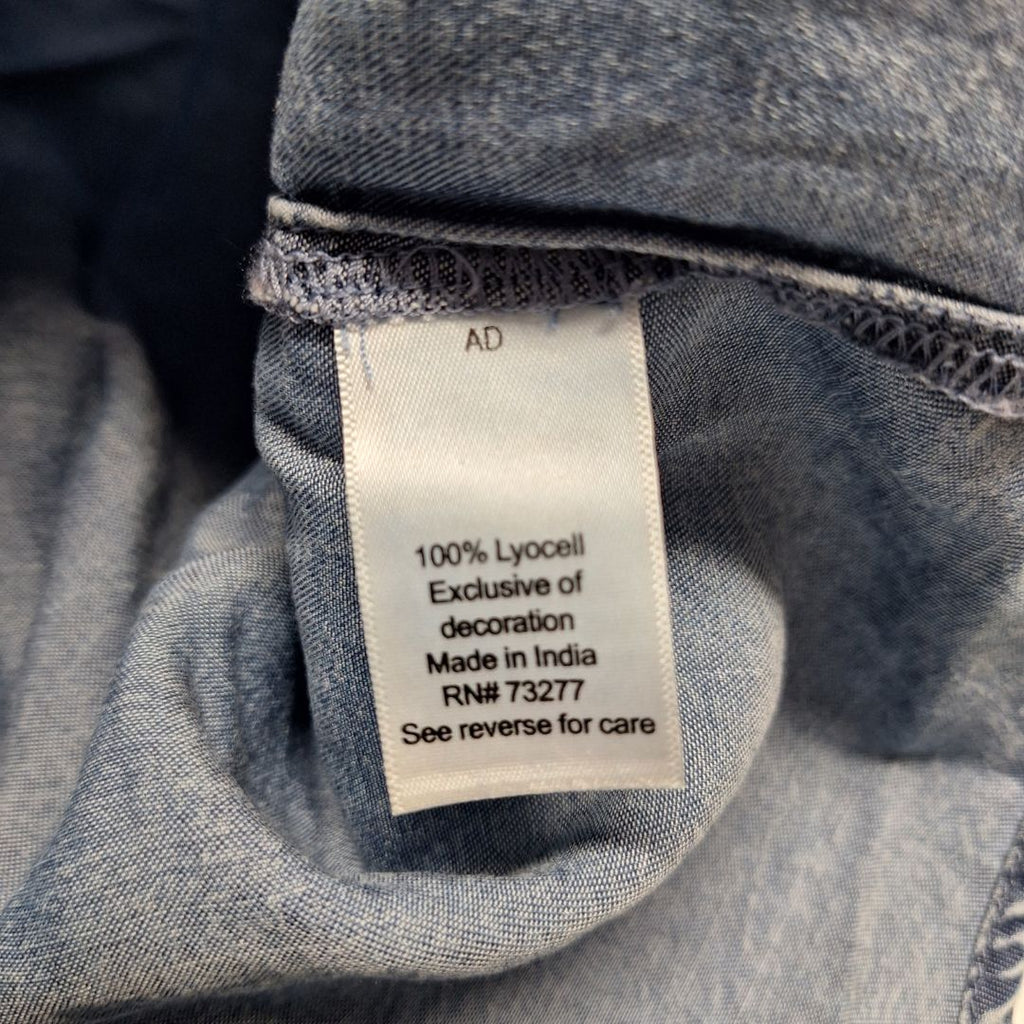 AD
100% Lyocell
Exclusive of
decoration
Made in India
RN# 73277
See reverse for care